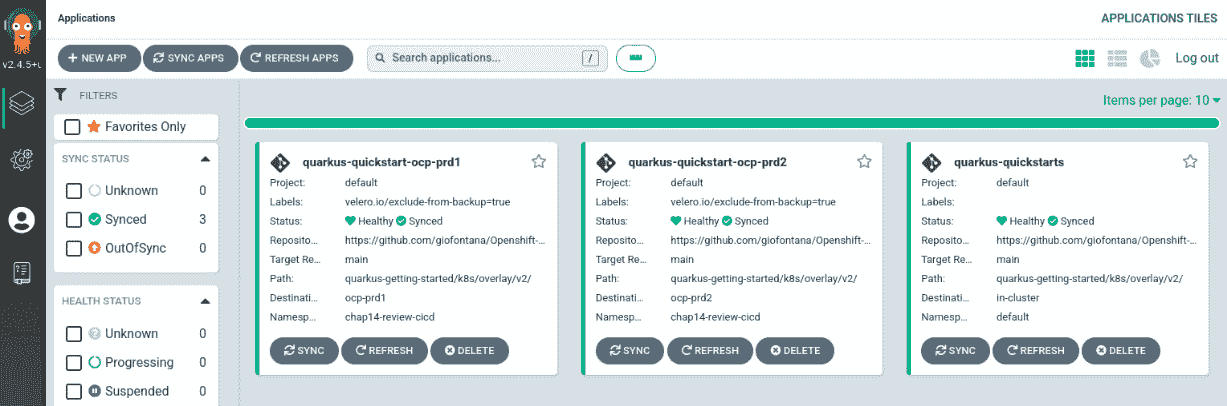 Applications
APPLICATIONS TILES
v2.4.5+
NEW APP
SYNC APPS
REFRESH APPS
Search applications...
/
Log out
FILTERS
Items per page: 10
Favorites Only
SYNC STATUS
Unknown 0
Synced 3
OutOfSync 0
HEALTH STATUS
Unknown 0
Progressing 0
Suspended 0
quarkus-quickstart-ocp-prd1
Project: default
Labels: velero.io/exclude-from-backup=true
Status: Healthy Synced
Reposito... https://github.com/giofontana/Openshift-...
Target Re... main
Path: quarkus-getting-started/k8s/overlay/v2/
Destinati... ocp-prd1
Namesp... chap14-review-cicd
SYNC REFRESH DELETE
quarkus-quickstart-ocp-prd2
Project: default
Labels: velero.io/exclude-from-backup=true
Status: Healthy Synced
Reposito... https://github.com/giofontana/Openshift-...
Target Re... main
Path: quarkus-getting-started/k8s/overlay/v2/
Destinati... ocp-prd2
Namesp... chap14-review-cicd
SYNC REFRESH DELETE
quarkus-quickstarts
Project: default
Labels:
Status: Healthy Synced
Reposito... https://github.com/giofontana/Openshift-...
Target Re... main
Path: quarkus-getting-started/k8s/overlay/v2/
Destinati... in-cluster
Namesp... default
SYNC REFRESH DELETE